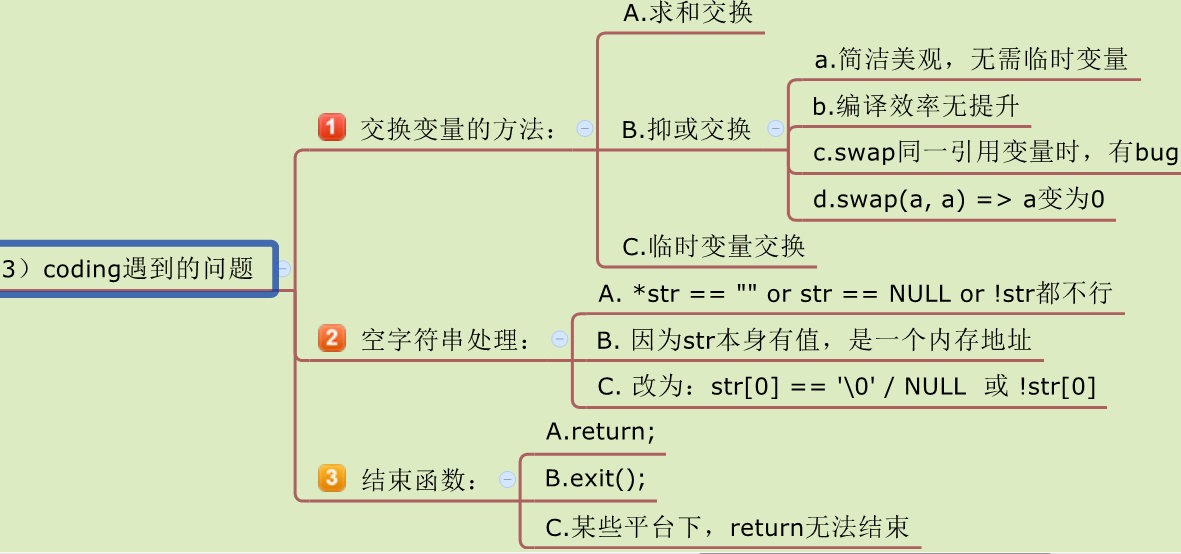 3）coding遇到的问题
1 交换变量的方法：
A.求和交换
B.抑或交换
a.简洁美观，无需临时变量
b.编译效率无提升
c.swap同一引用变量时，有bug
d.swap(a, a) => a变为0
C.临时变量交换
2 空字符串处理：
A. *str == "" or str == NULL or !str都不行
B. 因为str本身有值，是一个内存地址
C. 改为：str[0] == '\0' / NULL 或 !str[0]
3 结束函数：
A.return;
B.exit();
C.某些平台下，return无法结束